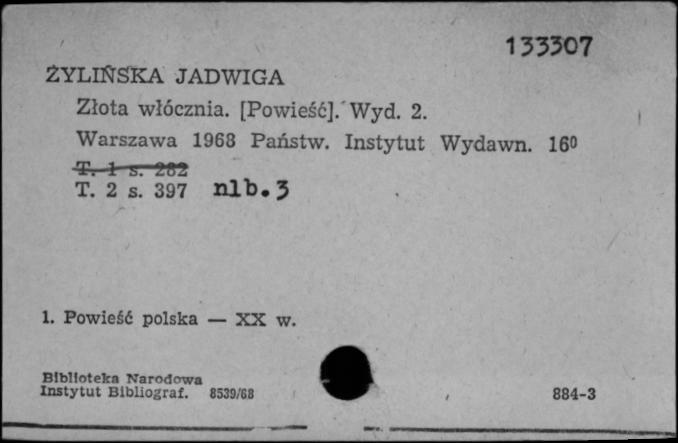 133307
ŻYLIŃSKA JADWIGA
Złota włócznia. [Powieść]. Wyd. 2.
Warszawa 1968 Państw. Instytut Wydawn. 16⁰
T. 1 s. 282
T. 2 s. 397 nlb. 3
1. Powieść polska — XX w.
Biblioteka Narodowa
Instytut Bibliograf. 8539/68 884-3